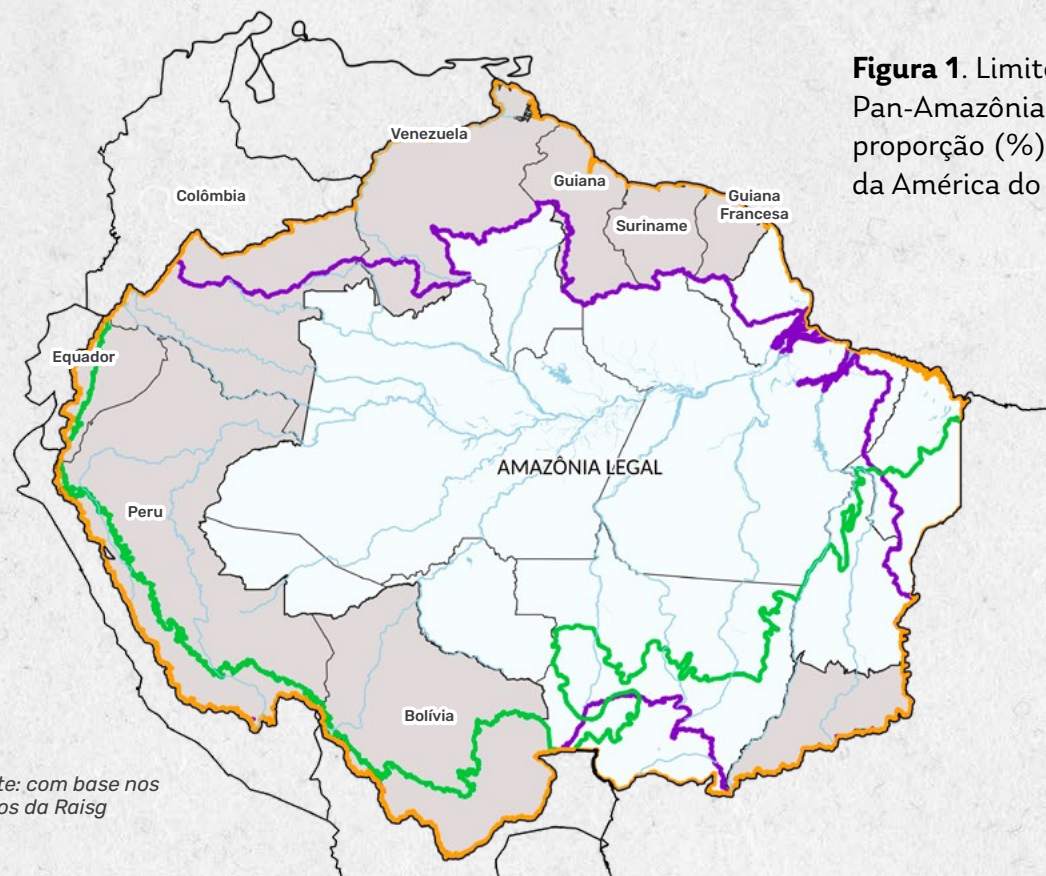 Figura 1. Limit
Pan-Amazônia
proporção (%)
da América do
Venezuela
Colômbia
Guiana
Guiana
Francesa
Suriname
Equador
AMAZÔNIA LEGAL
Peru
Bolívia
te: com base nos
os da Raisg